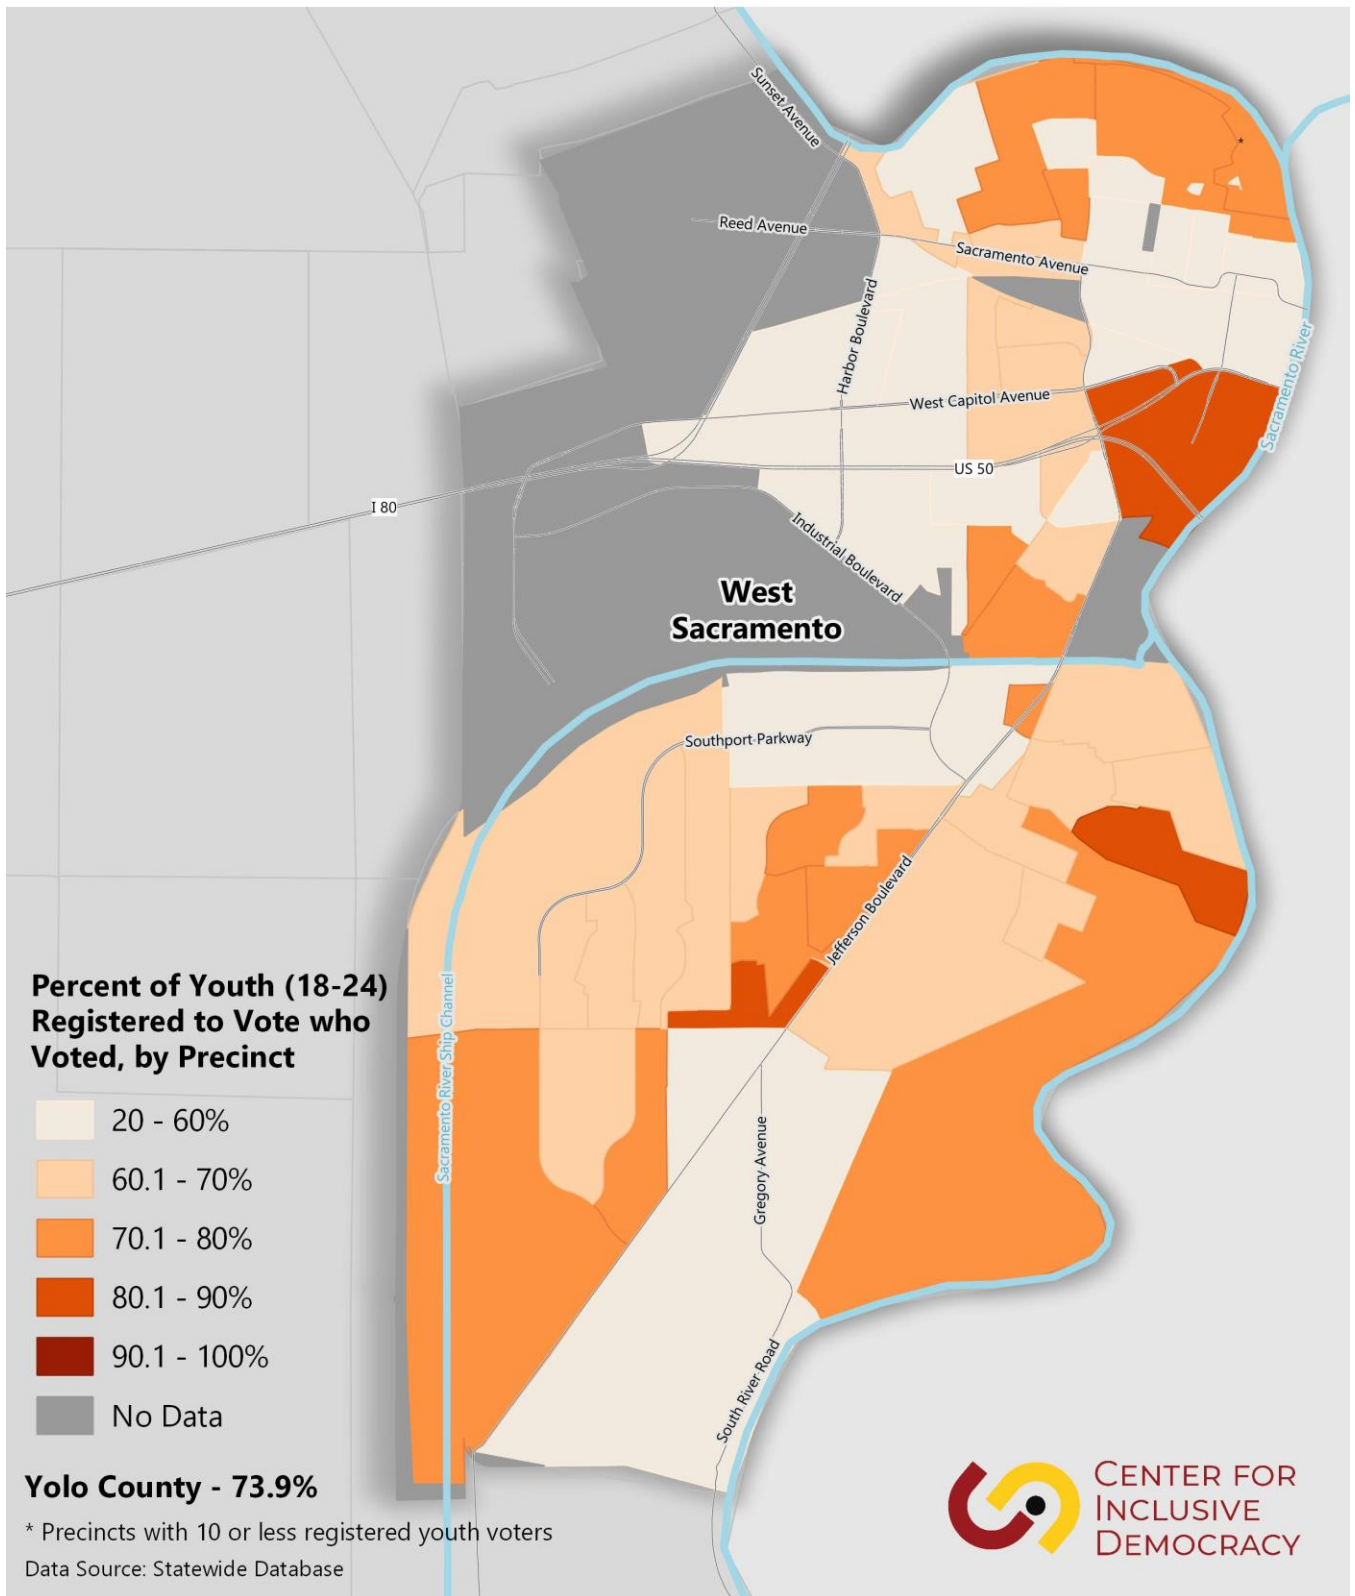 Sunset Avenue
Reed Avenue
Sacramento Avenue
Harbor Boulevard
Sacramento River
West Capitol Avenue
US 50
I 80
Industrial Boulevard
West
Sacramento
Southport Parkway
Jefferson Boulevard
Sacramento River Ship Channel
Gregory Avenue
South River Road
Percent of Youth (18-24)
Registered to Vote who
Voted, by Precinct
20 - 60%
60.1 - 70%
70.1 - 80%
80.1 - 90%
90.1 - 100%
No Data
Yolo County - 73.9%
* Precincts with 10 or less registered youth voters
Data Source: Statewide Database
*
CENTER FOR
INCLUSIVE
DEMOCRACY